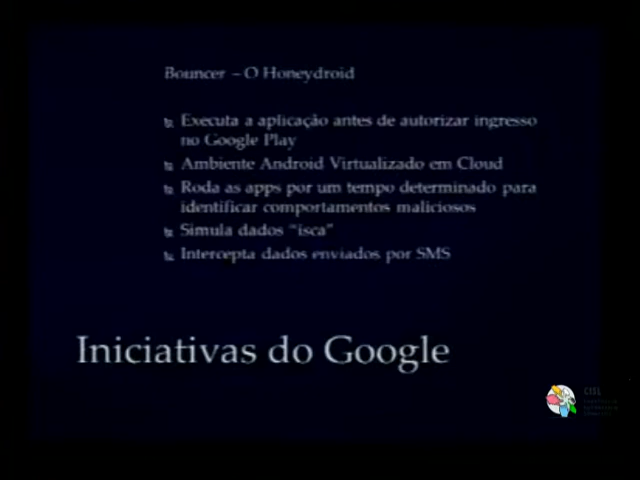 Bouncer – O Honeydroid
Executa a aplicação antes de autorizar ingresso
no Google Play
Ambiente Android Virtualizado em Cloud
Roda as apps por um tempo determinado para
identificar comportamentos maliciosos
Simula dados "isca"
Intercepta dados enviados por SMS
Iniciativas do Google